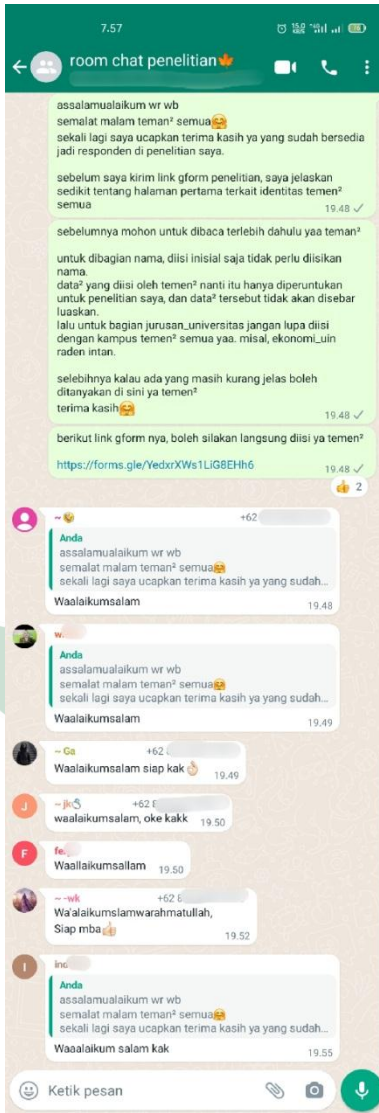 7.57
room chat penelitian🍁
assalamualaikum wr wb
semalat malam teman² semua🤗
sekali lagi saya ucapkan terima kasih ya yang sudah bersedia
jadi responden di penelitian saya.
sebelum saya kirim link gform penelitian, saya jelaskan
sedikit tentang halaman pertama terkait identitas temen²
semua
19.48
sebelumnya mohon untuk dibaca terlebih dahulu yaa teman²
untuk dibagian nama, diisi inisial saja tidak perlu diisikan
nama.
data² yang diisi oleh temen² nanti itu hanya diperuntukan
untuk penelitian saya, dan data² tersebut tidak akan disebar
luaskan.
lalu untuk bagian jurusan_universitas jangan lupa diisi
dengan kampus temen² semua yaa. misal, ekonomi_uin
raden intan.
selebihnya kalau ada yang masih kurang jelas boleh
ditanyakan di sini ya temen²
terima kasih🤗
19.48
berikut link gform nya, boleh silakan langsung diisi ya temen²
https://forms.gle/YedxrXWs1LiG8EHh6
19.48
👍 2
~ 😉 +62
Anda
assalamualaikum wr wb
semalat malam teman² semua🤗
sekali lagi saya ucapkan terima kasih ya yang sudah...
Waalaikumsalam
19.48
w.
Anda
assalamualaikum wr wb
semalat malam teman² semua🤗
sekali lagi saya ucapkan terima kasih ya yang sudah...
Waalaikumsalam
19.49
~ Ga +62
Waalaikumsalam siap kak👌🏻
19.49
J
+62 8
waalaikumsalam, oke kakk
19.50
F
Waallaikumsallam
19.50
~ -wk +62 8
Wa'alaikumslamwarahmatullah,
Siap mba👍🏻
19.52
I
Anda
assalamualaikum wr wb
semalat malam teman² semua🤗
sekali lagi saya ucapkan terima kasih ya yang sudah...
Waaalaikum salam kak
19.55
Ketik pesan